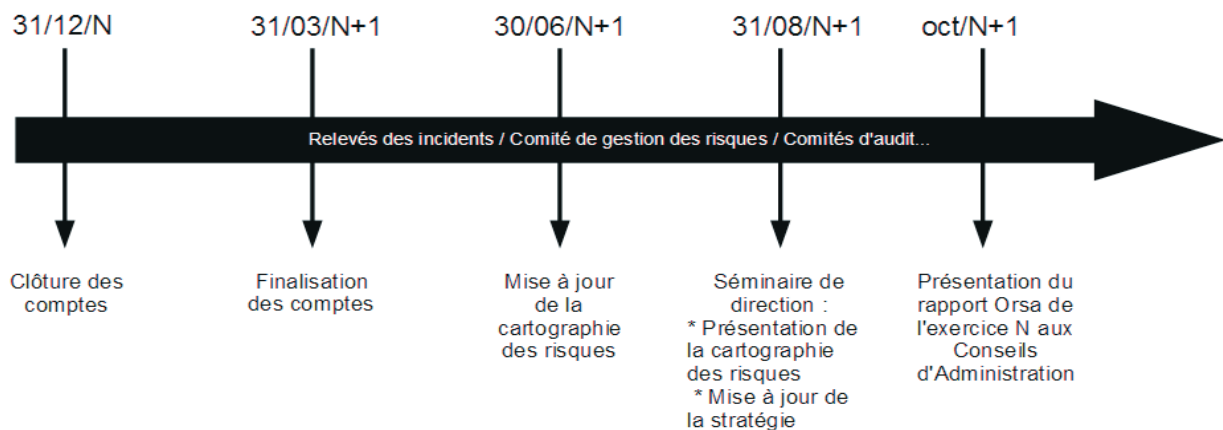 31/12/N
31/03/N+1
30/06/N+1
31/08/N+1
oct/N+1
Relevés des incidents / Comité de gestion des risques / Comités d'audit...
Clôture des
comptes
Finalisation
des comptes
Mise à jour
de la
cartographie
des risques
Séminaire de
direction :
* Présentation de
la cartographie
des risques
* Mise à jour de
la stratégie
Présentation du
rapport Orsa de
l'exercice N aux
Conseils
d'Administration